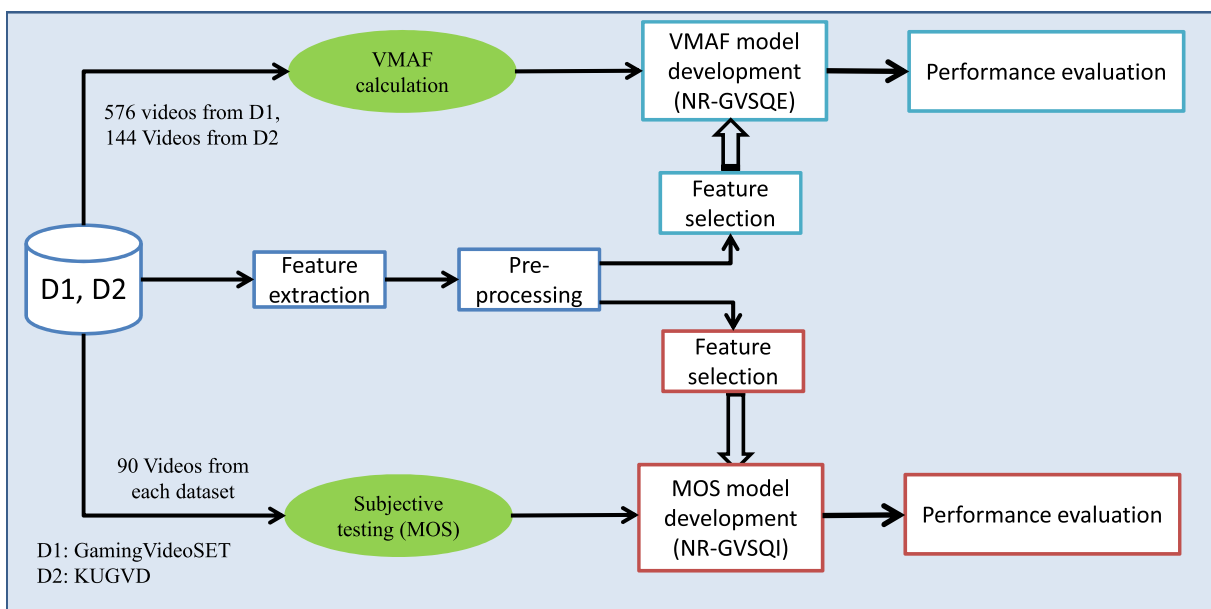 VMAF
calculation
VMAF model
development
(NR-GVSQE)
Performance evaluation
576 videos from D1,
144 Videos from D2
Feature
selection
D1, D2
Feature
extraction
Pre-
processing
Feature
selection
90 Videos from
each dataset
Subjective
testing (MOS)
MOS model
development
(NR-GVSQI)
Performance evaluation
D1: GamingVideoSET
D2: KUGVD